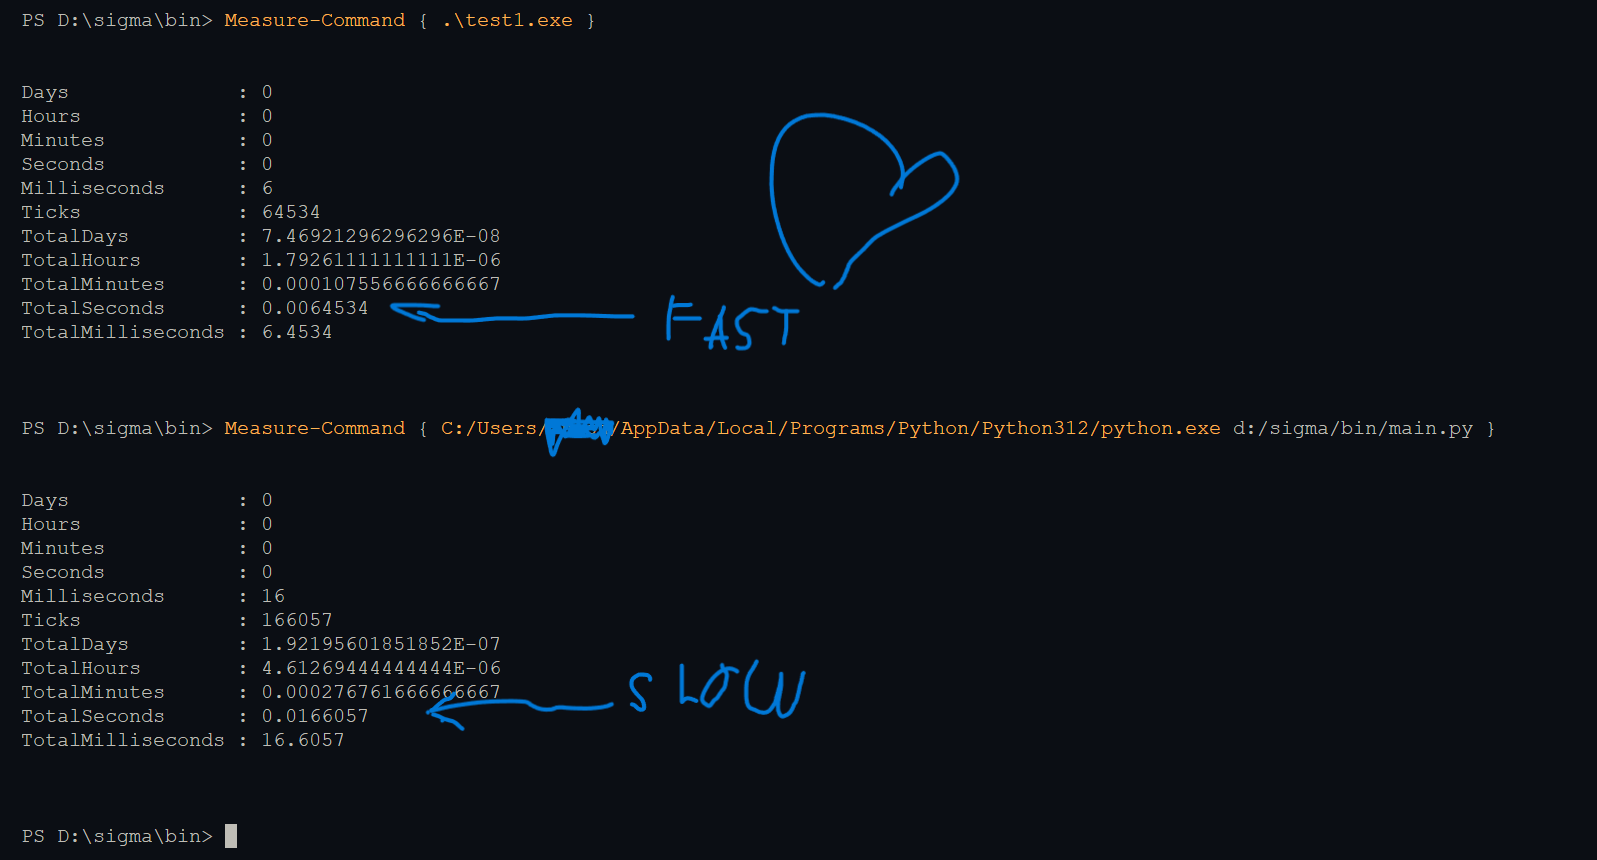 PS D:\sigma\bin> Measure-Command { .\test1.exe }
Days : 0
Hours : 0
Minutes : 0
Seconds : 0
Milliseconds : 6
Ticks : 64534
TotalDays : 7.46921296296296E-08
TotalHours : 1.79261111111111E-06
TotalMinutes : 0.000107556666666667
TotalSeconds : 0.0064534
FAST
TotalMilliseconds : 6.4534
PS D:\sigma\bin> Measure-Command { C:/Users/ /AppData/Local/Programs/Python/Python312/python.exe d:/sigma/bin/main.py }
Days : 0
Hours : 0
Minutes : 0
Seconds : 0
Milliseconds : 16
Ticks : 166057
TotalDays : 1.92195601851852E-07
TotalHours : 4.61269444444444E-06
TotalMinutes : 0.000276761666666667
SLOW
TotalSeconds : 0.0166057
TotalMilliseconds : 16.6057
PS D:\sigma\bin>